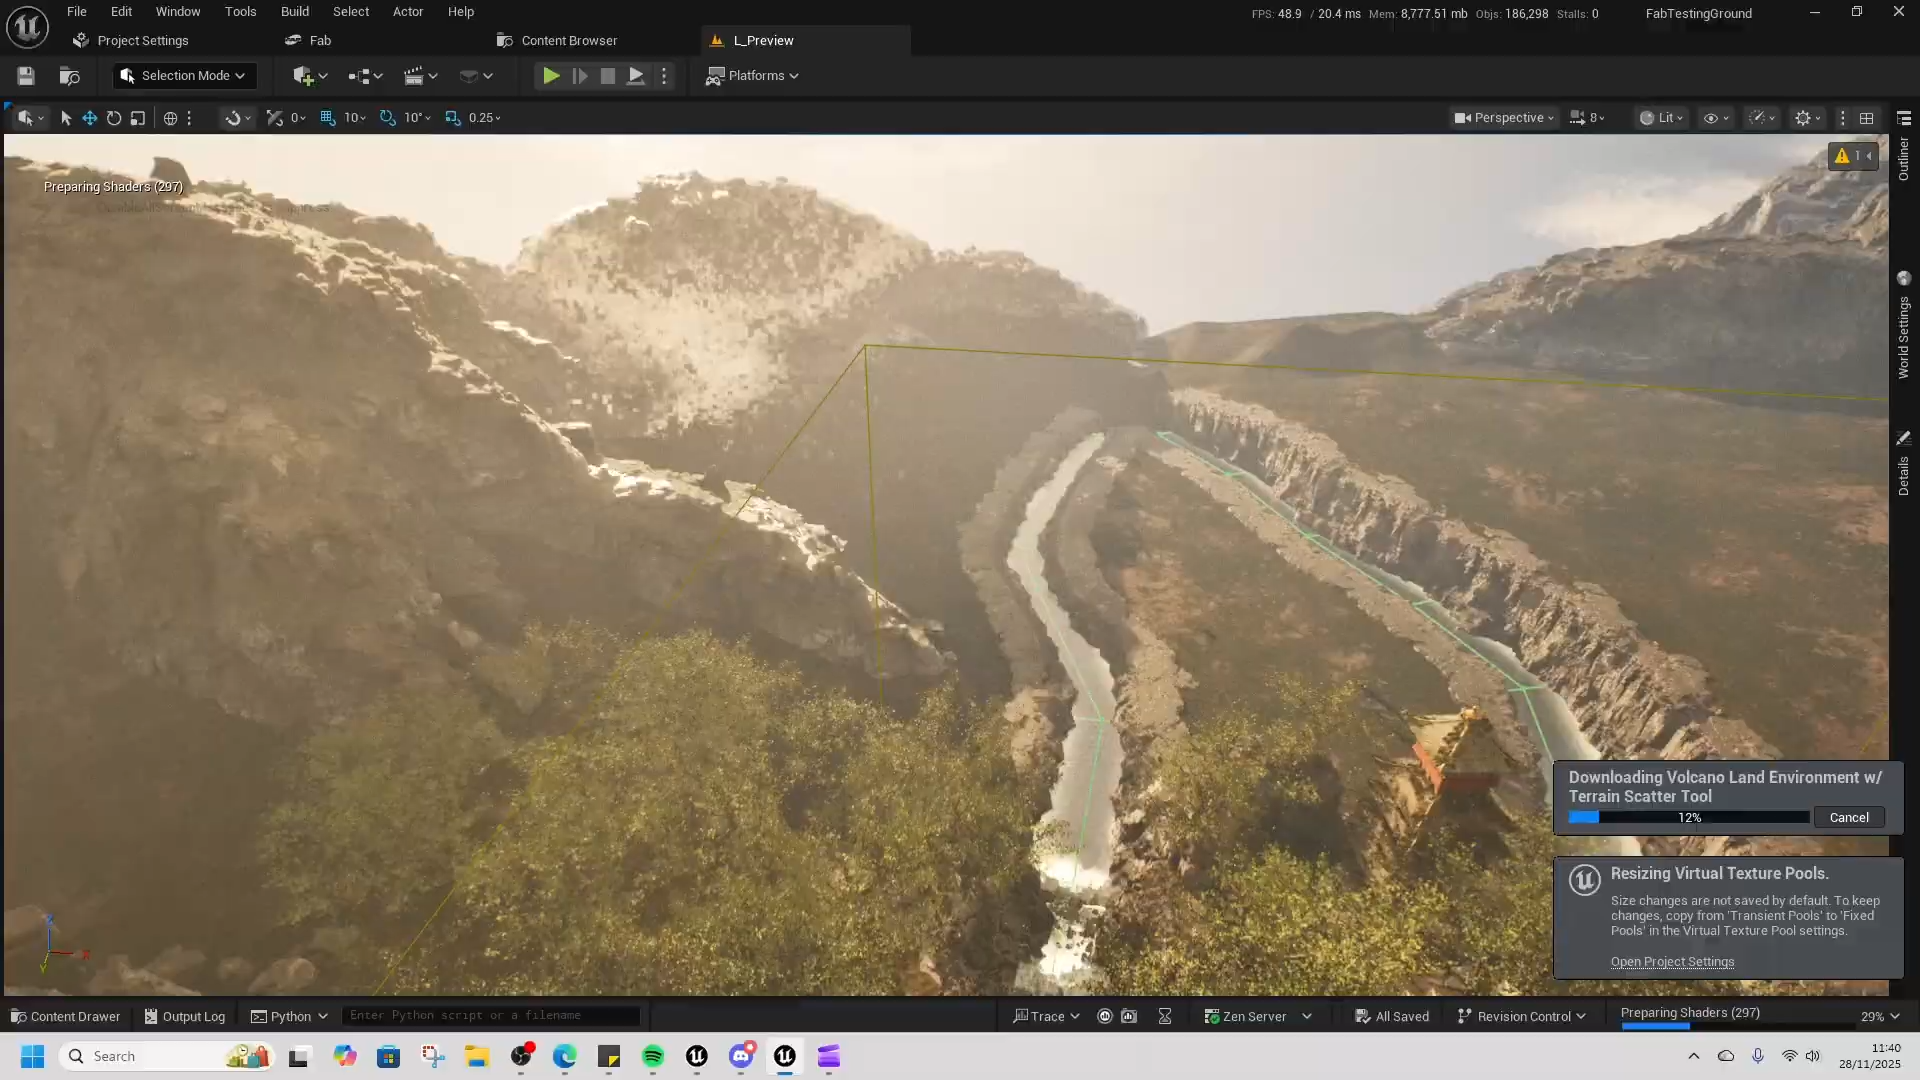 File Edit Window Tools Build Select Actor Help
FPS: 48.9 / 20.4 ms Mem: 8,777.51 mb Objs: 186,298 Stalls: 0
FabTestingGround
Project Settings
Fab
Content Browser
L_Preview
Selection Mode
Platforms
0
10
10°
0.25
Perspective
8
Lit
1
Outliner
World Settings
Details
Preparing Shaders (297)
Downloading Volcano Land Environment w/
Terrain Scatter Tool
12%
Cancel
Resizing Virtual Texture Pools.
Size changes are not saved by default. To keep
changes, copy from 'Transient Pools' to 'Fixed
Pools' in the Virtual Texture Pool settings.
Open Project Settings
Z
X
Y
Content Drawer
Output Log
Python
Enter Python script or a filename
Trace
Zen Server
All Saved
Revision Control
Preparing Shaders (297)
29%
Search
11:40
28/11/2025